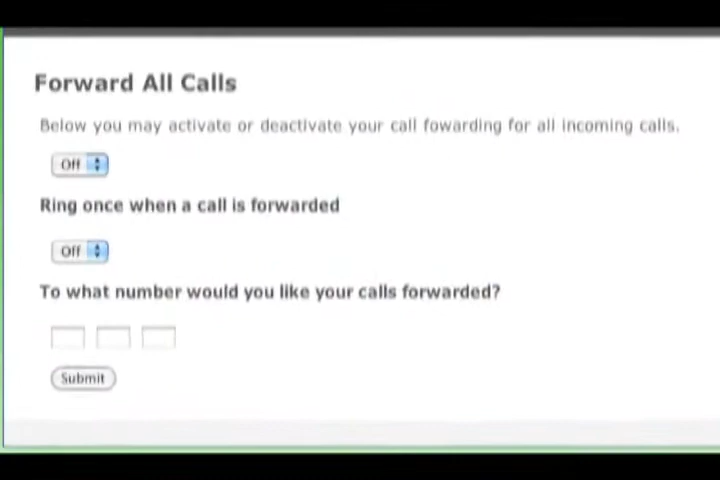 Forward All Calls
Below you may activate or deactivate your call fowarding for all incoming calls.
Off
Ring once when a call is forwarded
Off
To what number would you like your calls forwarded?
Submit